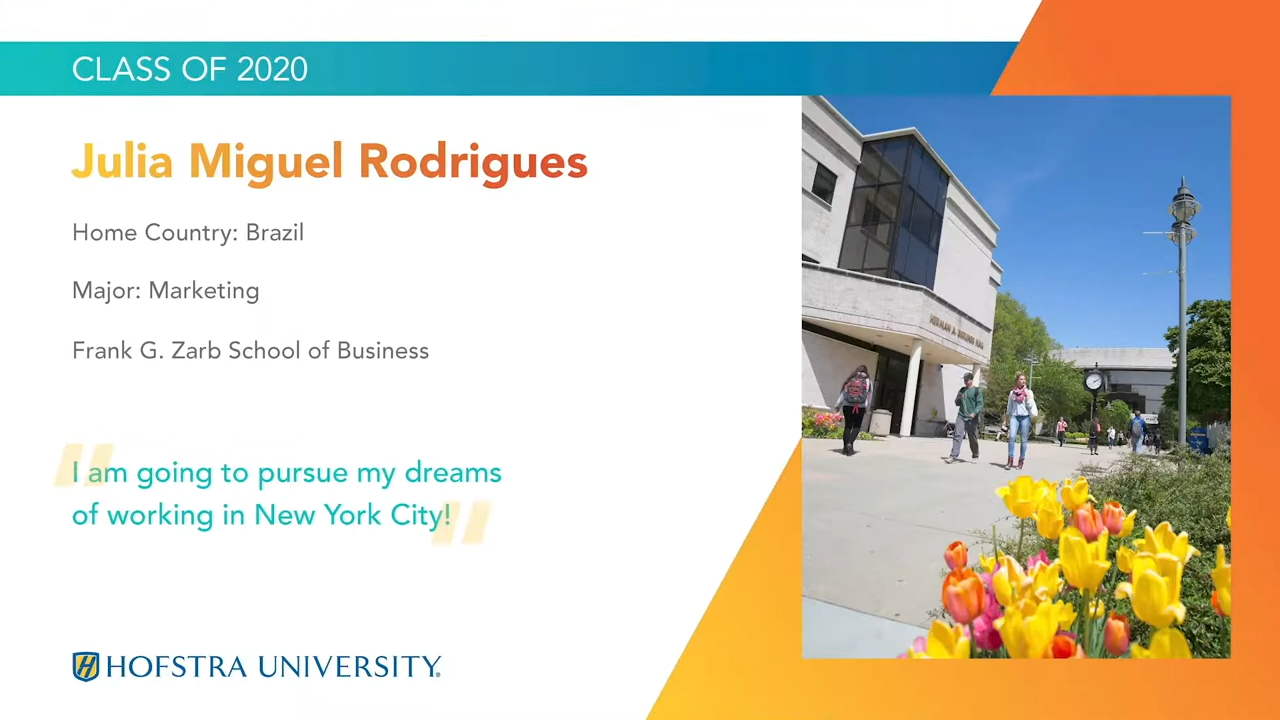 CLASS OF 2020
Julia Miguel Rodrigues
Home Country: Brazil
Major: Marketing
Frank G. Zarb School of Business
"I am going to pursue my dreams
of working in New York City!"
HOFSTRA UNIVERSITY.